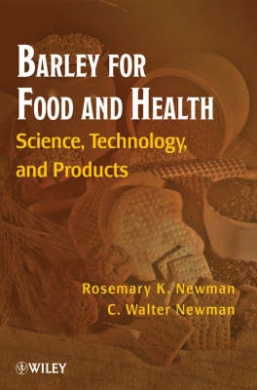 BARLEY FOR
FOOD AND HEALTH
Science, Technology,
and Products
Rosemary K. Newman
C. Walter Newman
WILEY